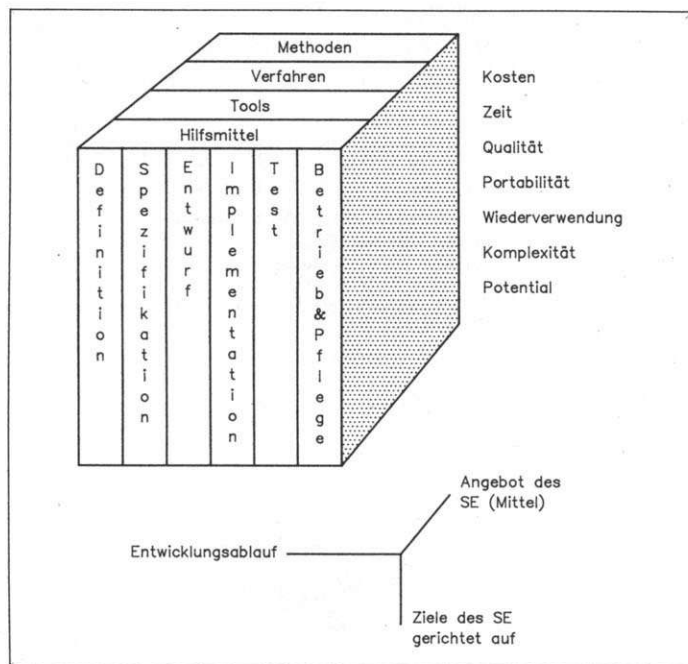 Methoden
Verfahren
Tools
Hilfsmittel
Definition
Spezifikation
Entwurf
Implementation
Test
Betrieb&Pflege
Kosten
Zeit
Qualität
Portabilität
Wiederverwendung
Komplexität
Potential
Angebot des
SE (Mittel)
Entwicklungsablauf
Ziele des SE
gerichtet auf